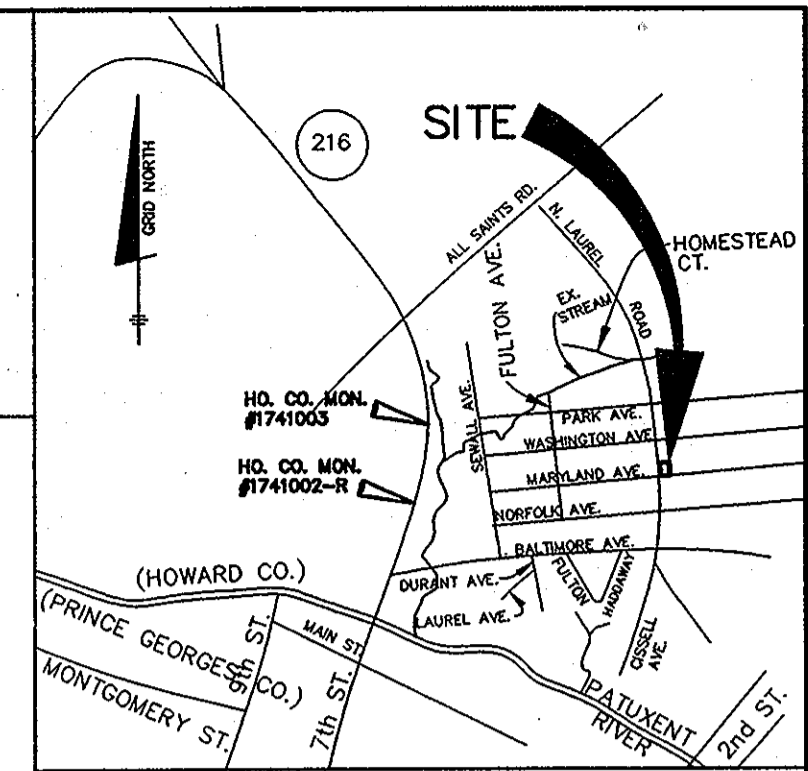 SITE
216
GRID NORTH
ALL SAINTS RD.
N. LAUREL
ROAD
HOMESTEAD
CT.
FULTON AVE.
EX.
STREAM
HO. CO. MON.
#1741003
SEWALL AVE.
PARK AVE.
WASHINGTON AVE
HO. CO. MON.
#1741002-R
MARYLAND AVE.
NORFOLK AVE.
BALTIMORE AVE.
(HOWARD CO.)
DURANT AVE.
FULTON
HADDAWAY
(PRINCE GEORGES CO.)
LAUREL AVE.
CISSELL
AVE.
9th ST.
MAIN ST.
MONTGOMERY ST.
7th ST.
PATUXENT
RIVER
2nd ST.